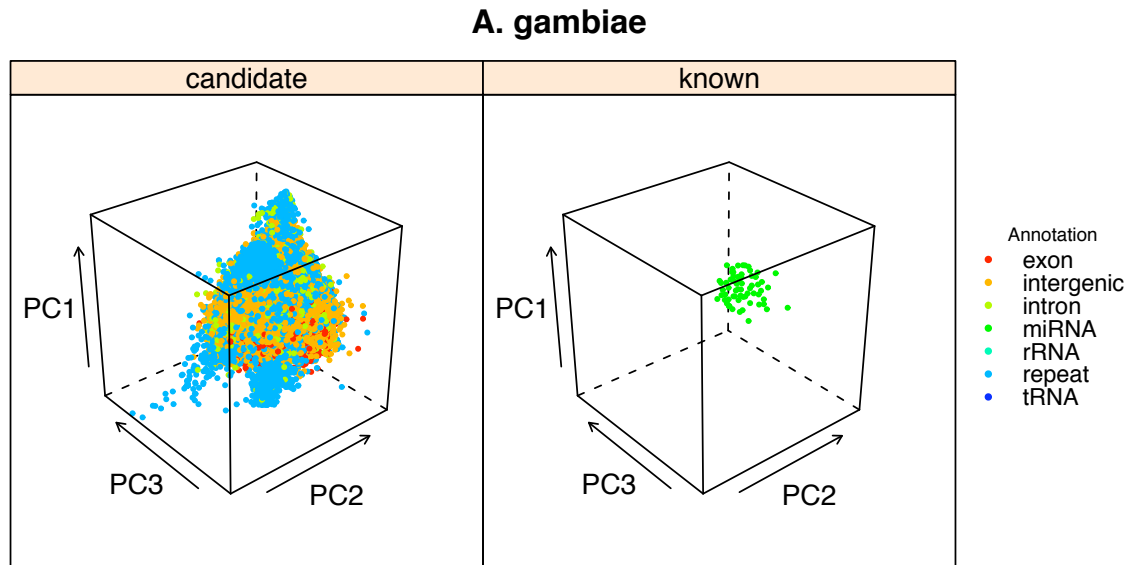 A. gambiae
candidate
known
PC1
PC3
PC2
PC1
PC3
PC2
Annotation
exon
intergenic
intron
miRNA
rRNA
repeat
tRNA